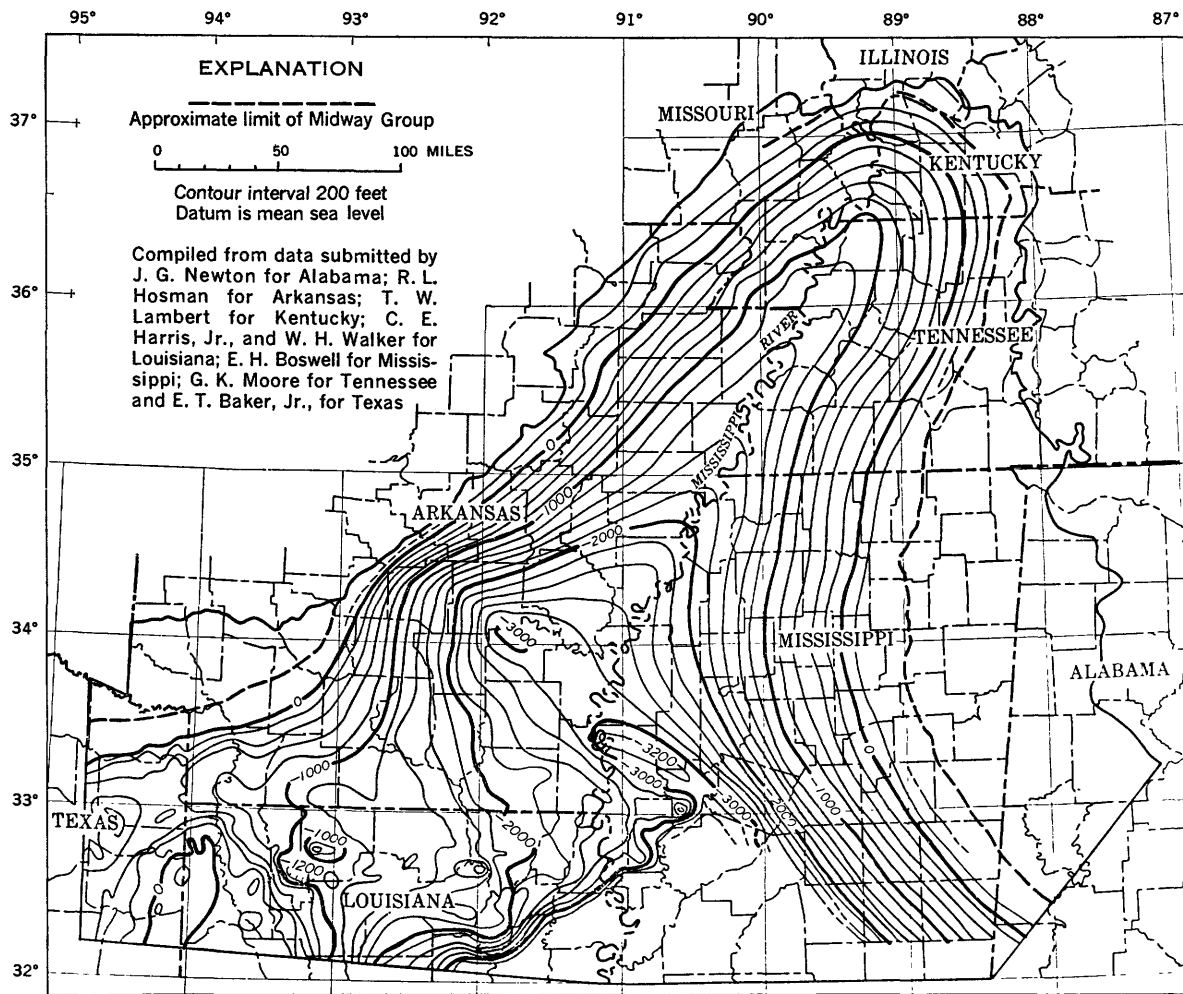 95° 94° 93° 92° 91° 90° 89° 88° 87°
EXPLANATION
Approximate limit of Midway Group
0 50 100 MILES
Contour interval 200 feet
Datum is mean sea level
Compiled from data submitted by
J. G. Newton for Alabama; R. L.
Hosman for Arkansas; T. W.
Lambert for Kentucky; C. E.
Harris, Jr., and W. H. Walker for
Louisiana; E. H. Boswell for Missis-
sippi; G. K. Moore for Tennessee
and E. T. Baker, Jr., for Texas
ILLINOIS
MISSOURI
37°
KENTUCKY
36°
RIVER
TENNESSEE
MISSISSIPPI
0
35°
1000
ARKANSAS
-2000
-3000
34°
MISSISSIPPI
ALABAMA
0
-3200
-3000
-1000
0
33°
-3000
2000
1000
TEXAS
-2000
-1000
-1200
0
0
LOUISIANA
32°